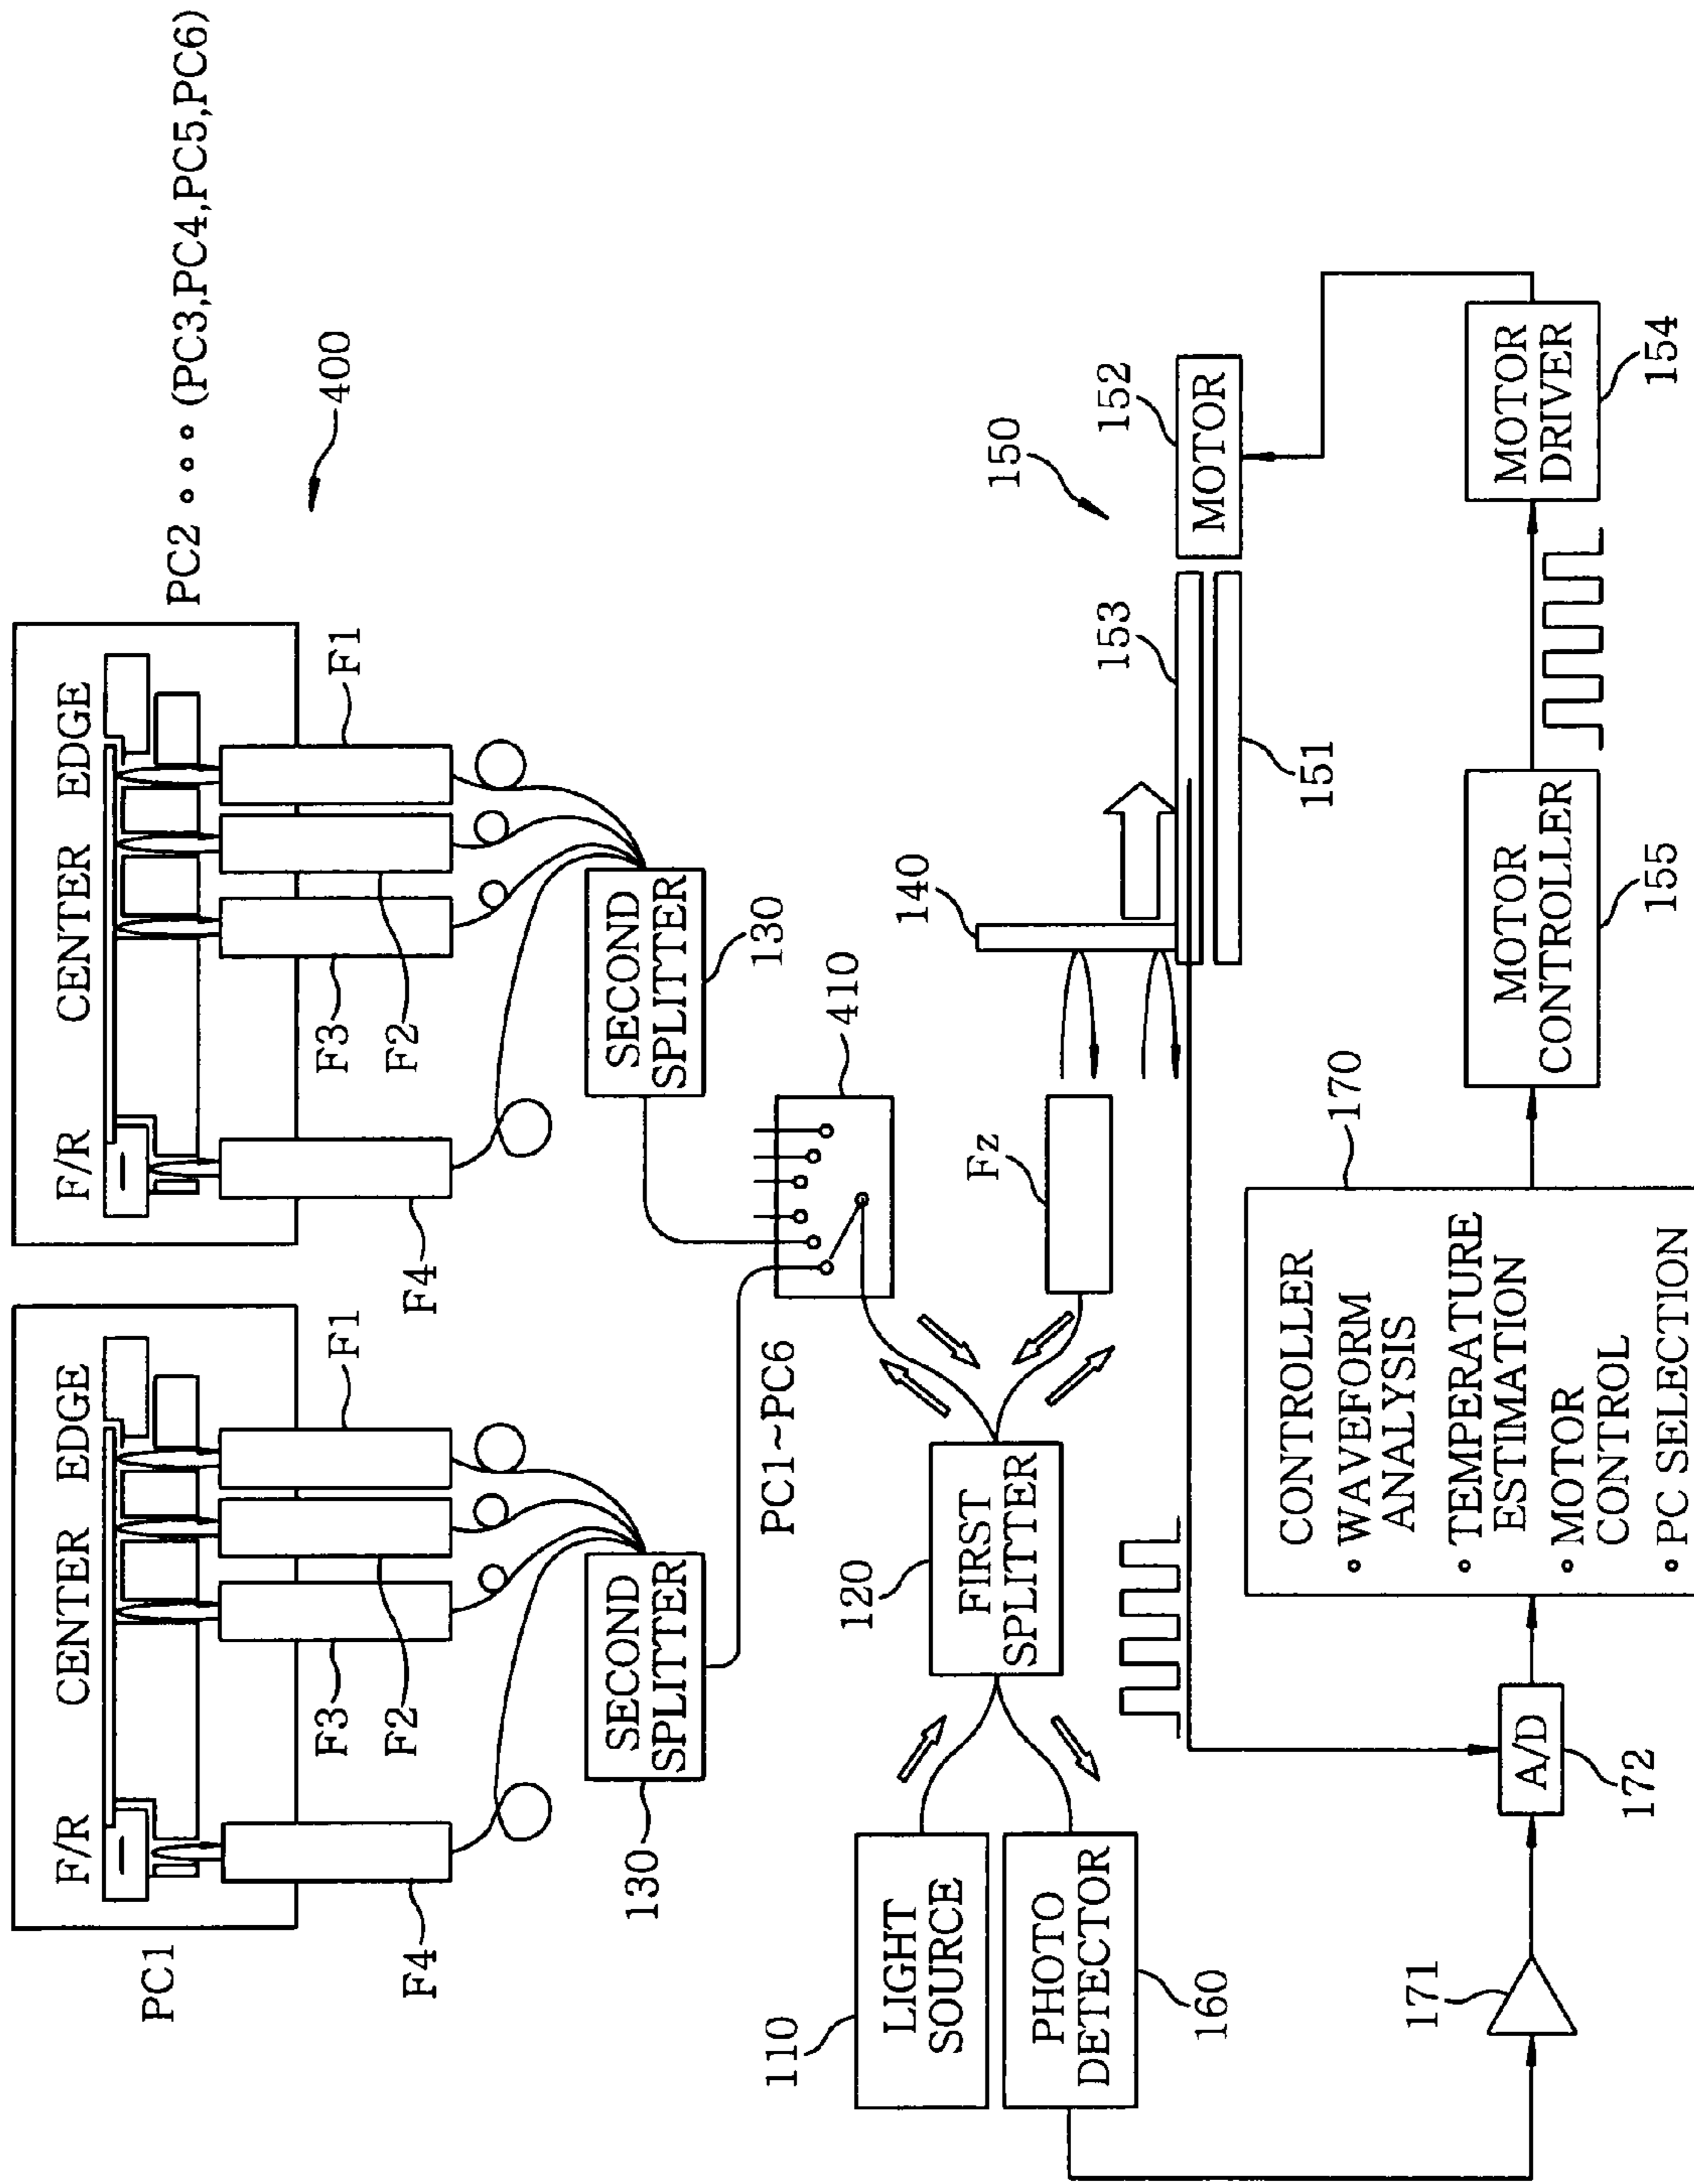 PC1
F/R
CENTER
EDGE
F4
F3
F2
F1
SECOND
SPLITTER
130
PC2 ∘ ∘ ∘ (PC3,PC4,PC5,PC6)
F/R
CENTER
EDGE
F4
F3
F2
F1
SECOND
SPLITTER
130
400
PC1~PC6
410
110
LIGHT
SOURCE
PHOTO
DETECTOR
160
120
FIRST
SPLITTER
Fz
140
150
153
152
MOTOR
151
171
A/D
172
170
CONTROLLER
• WAVEFORM
ANALYSIS
• TEMPERATURE
ESTIMATION
• MOTOR
CONTROL
• PC SELECTION
MOTOR
CONTROLLER
155
MOTOR
DRIVER
154